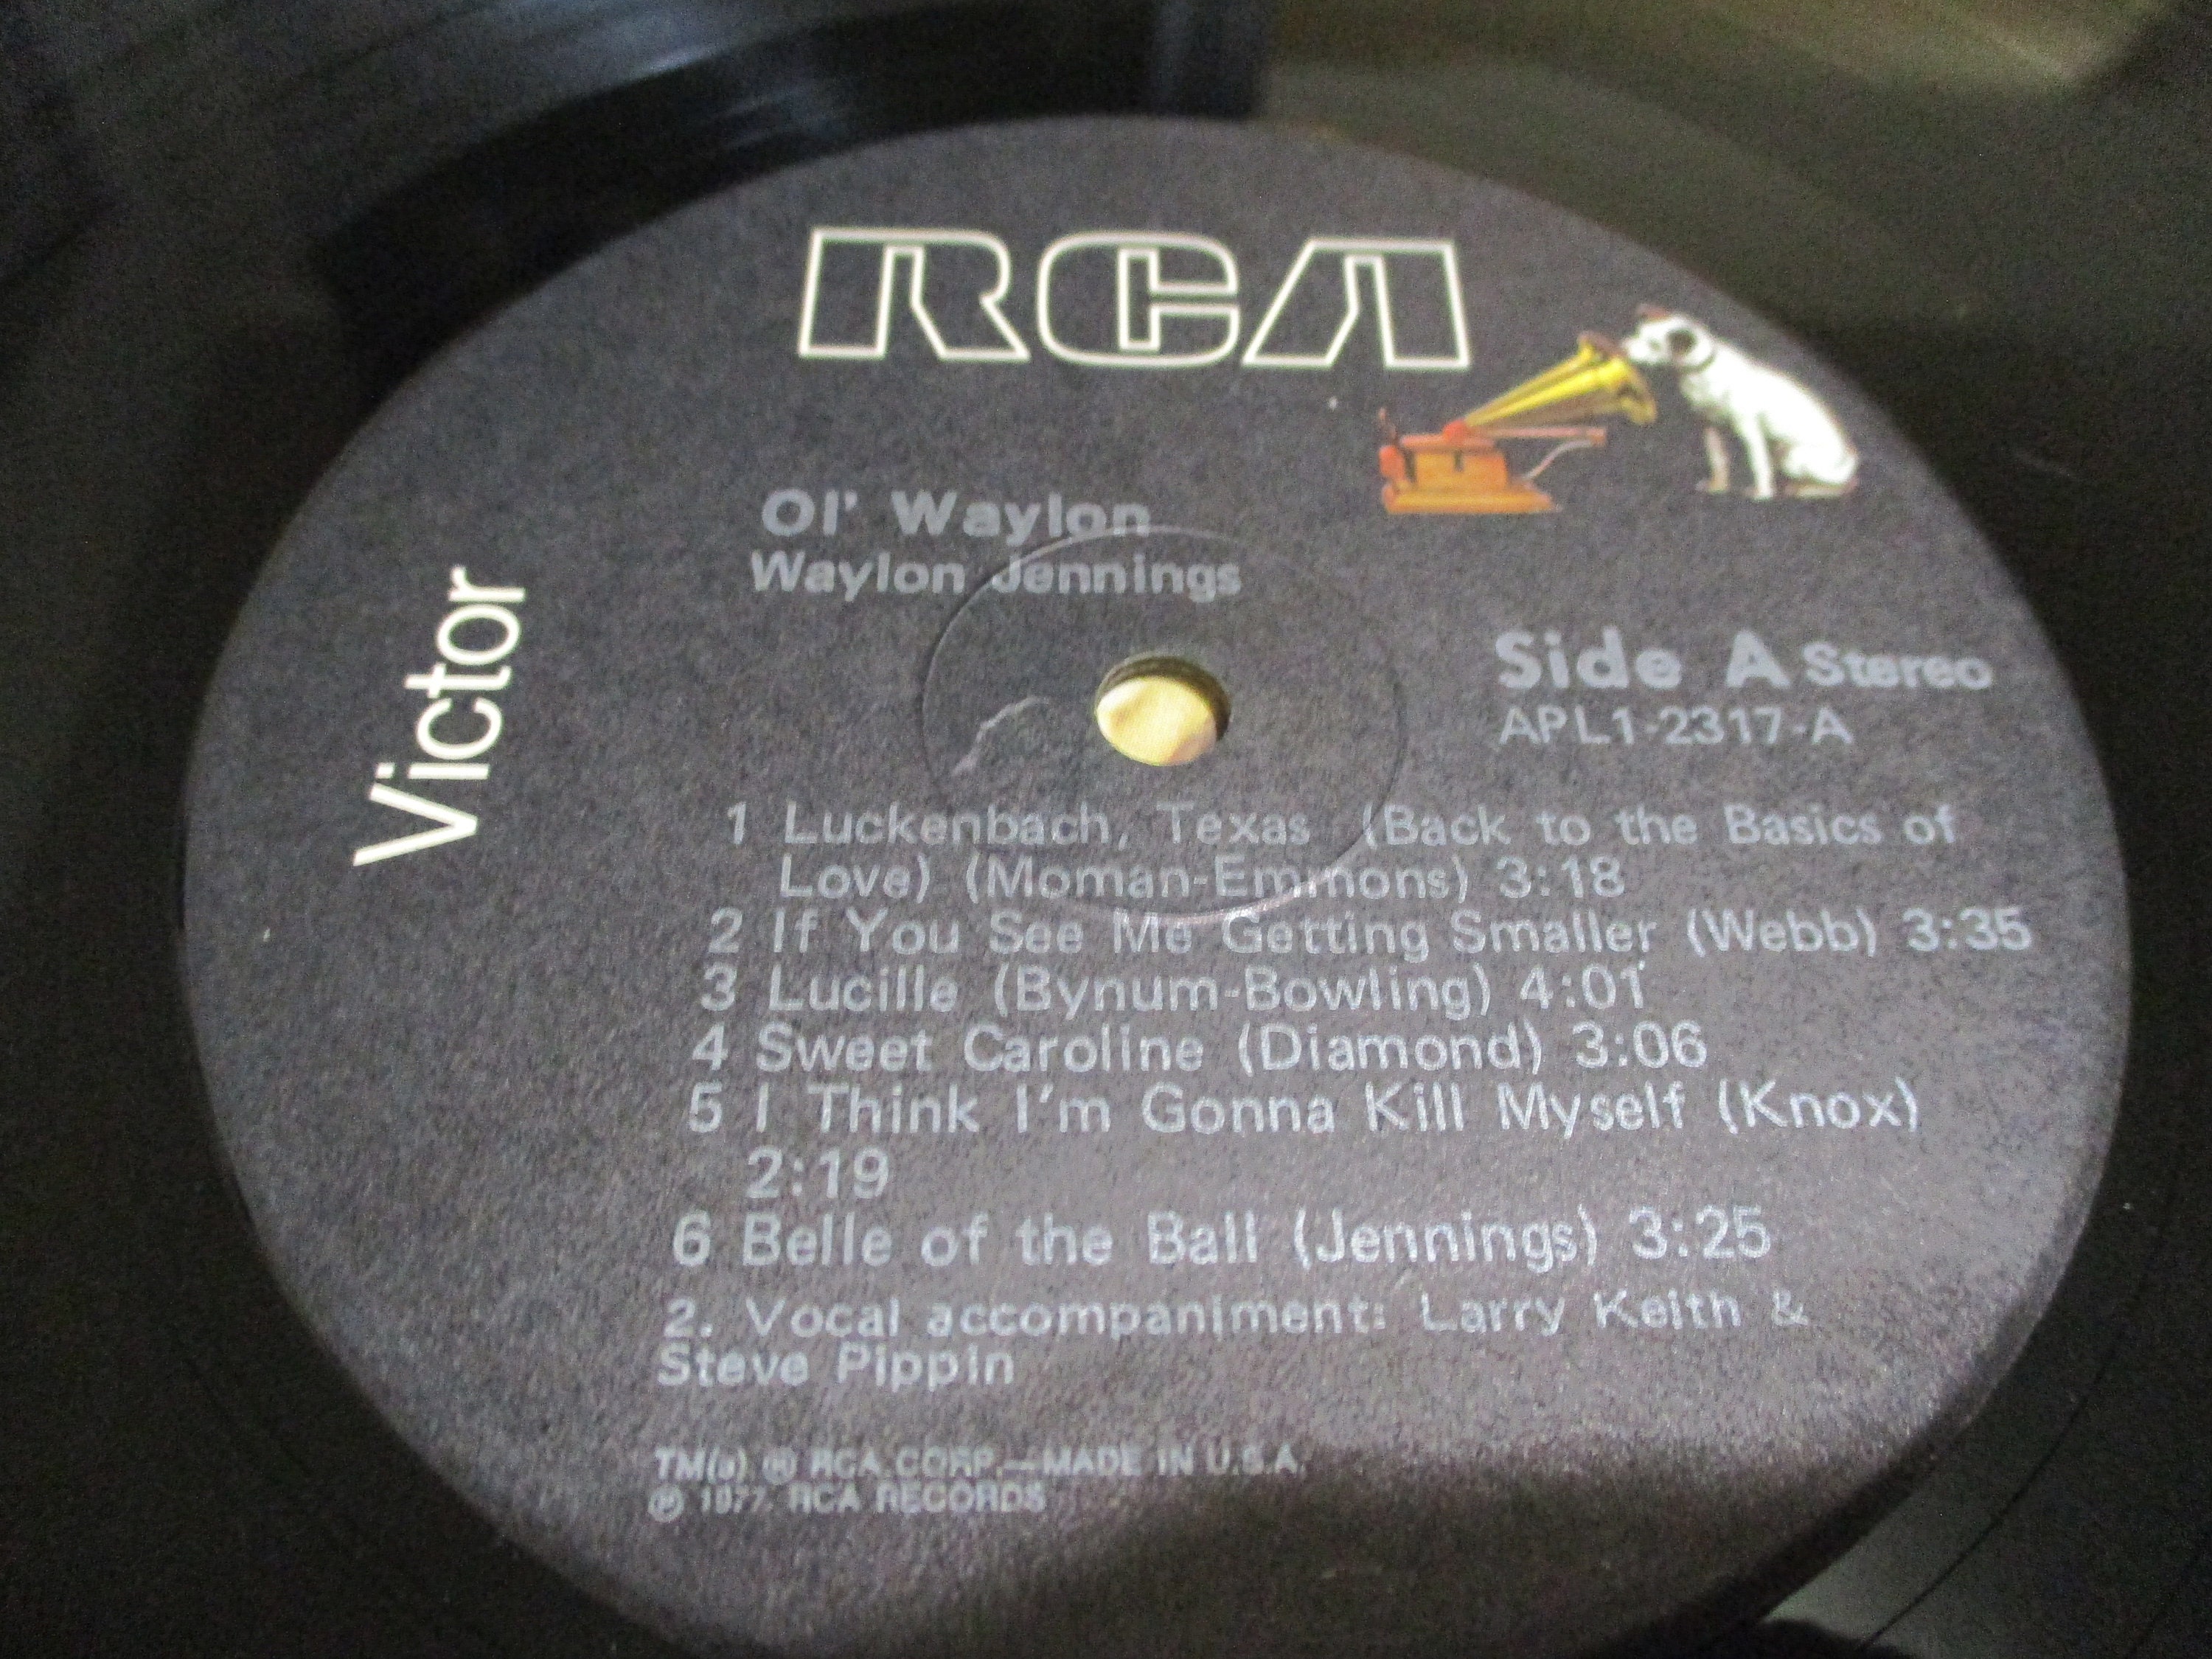 RCA
Victor
Ol' Waylon
Waylon Jennings
Side A Stereo
APL1-2317-A
1 Luckenbach, Texas (Back to the Basics of
Love) (Moman-Emmons) 3:18
2 If You See Me Getting Smaller (Webb) 3:35
3 Lucille (Bynum-Bowling) 4:01
4 Sweet Caroline (Diamond) 3:06
5 I Think I'm Gonna Kill Myself (Knox)
2:19
6 Belle of the Ball (Jennings) 3:25
2. Vocal accompaniment: Larry Keith &
Steve Pippin
TM(s) ® RCA CORP.—MADE IN U.S.A.
℗ 1977, RCA RECORDS